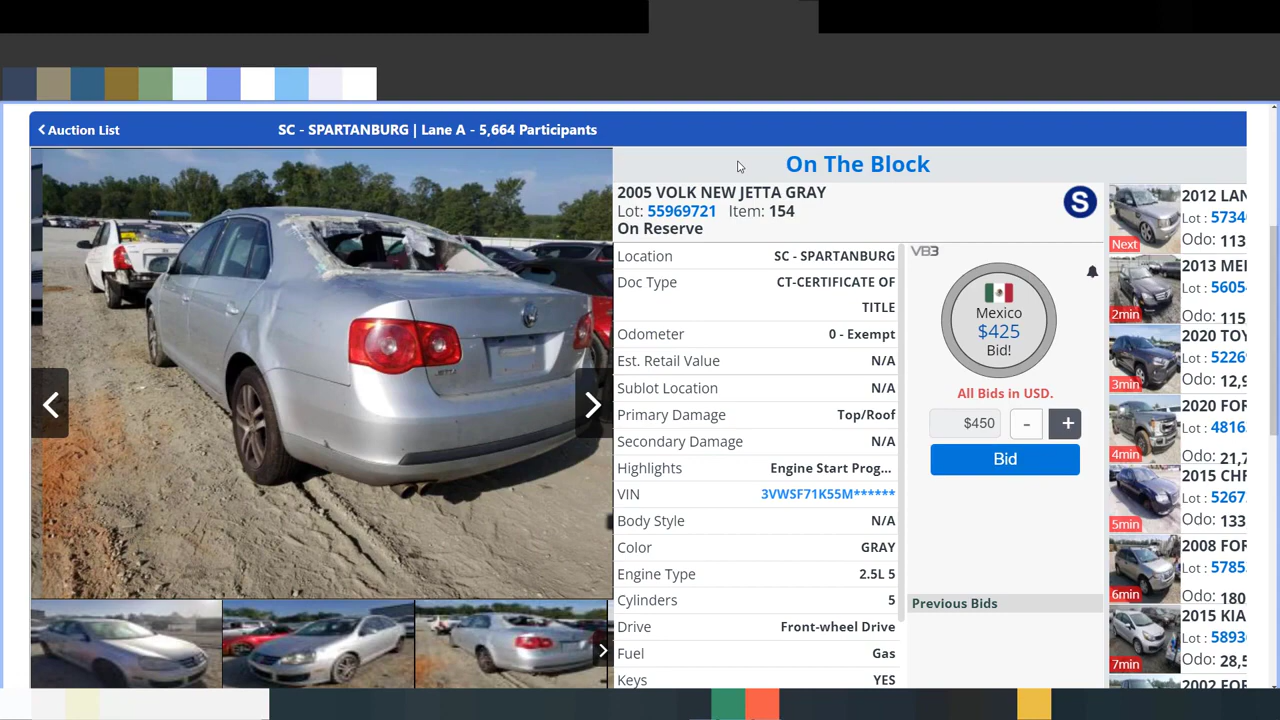 Auction List
SC - SPARTANBURG | Lane A - 5,664 Participants
On The Block
2005 VOLK NEW JETTA GRAY
Lot: 55969721 Item: 154
On Reserve
S
Location SC - SPARTANBURG
Doc Type CT-CERTIFICATE OF
TITLE
Odometer 0 - Exempt
Est. Retail Value N/A
Sublot Location N/A
Primary Damage Top/Roof
Secondary Damage N/A
Highlights Engine Start Prog...
VIN 3VWSF71K55M******
Body Style N/A
Color GRAY
Engine Type 2.5L 5
Cylinders 5
Drive Front-wheel Drive
Fuel Gas
Keys YES
VB3
Mexico
$425
Bid!
All Bids in USD.
$450 - +
Bid
Previous Bids
2012 LAN
Lot : 5734
Odo: 113
Next
2013 MEI
Lot : 5605
Odo: 115
2min
2020 TOY
Lot : 5226
Odo: 12,9
3min
2020 FOR
Lot : 4816
Odo: 21,7
4min
2015 CHR
Lot : 5267
Odo: 133
5min
2008 FOR
Lot : 5785
Odo: 180
6min
2015 KIA
Lot : 5893
Odo: 28,5
7min
2002 FOR